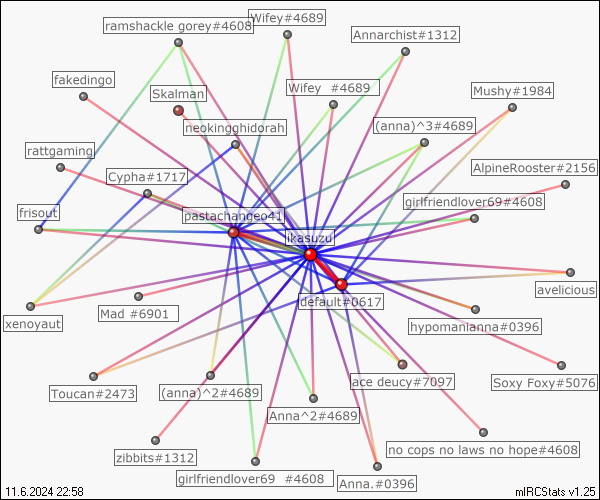 Wifey#4689
ramshackle gorey#4608
Annarchist#1312
fakedingo
Skalman
Wifey  #4689
Mushy#1984
neokingghidorah
(anna)^3#4689
rattgaming
Cypha#1717
AlpineRooster#2156
girlfriendlover69#4608
frisout
pastachangeo41
ikasuzu
avelicious
default#0617
Mad #6901
xenoyaut
hypomanianna#0396
Toucan#2473
(anna)^2#4689
ace deucy#7097
Soxy Foxy#5076
Anna^2#4689
zibbits#1312
no cops no laws no hope#4608
girlfriendlover69  #4608
Anna.#0396
11.6.2024 22:58
mIRCStats v1.25